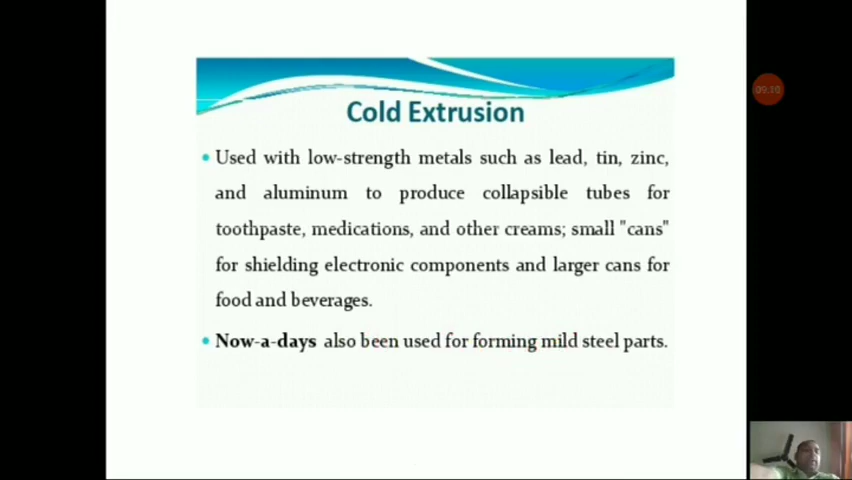 Cold Extrusion
09:10
• Used with low-strength metals such as lead, tin, zinc,
and aluminum to produce collapsible tubes for
toothpaste, medications, and other creams; small "cans"
for shielding electronic components and larger cans for
food and beverages.
• Now-a-days also been used for forming mild steel parts.